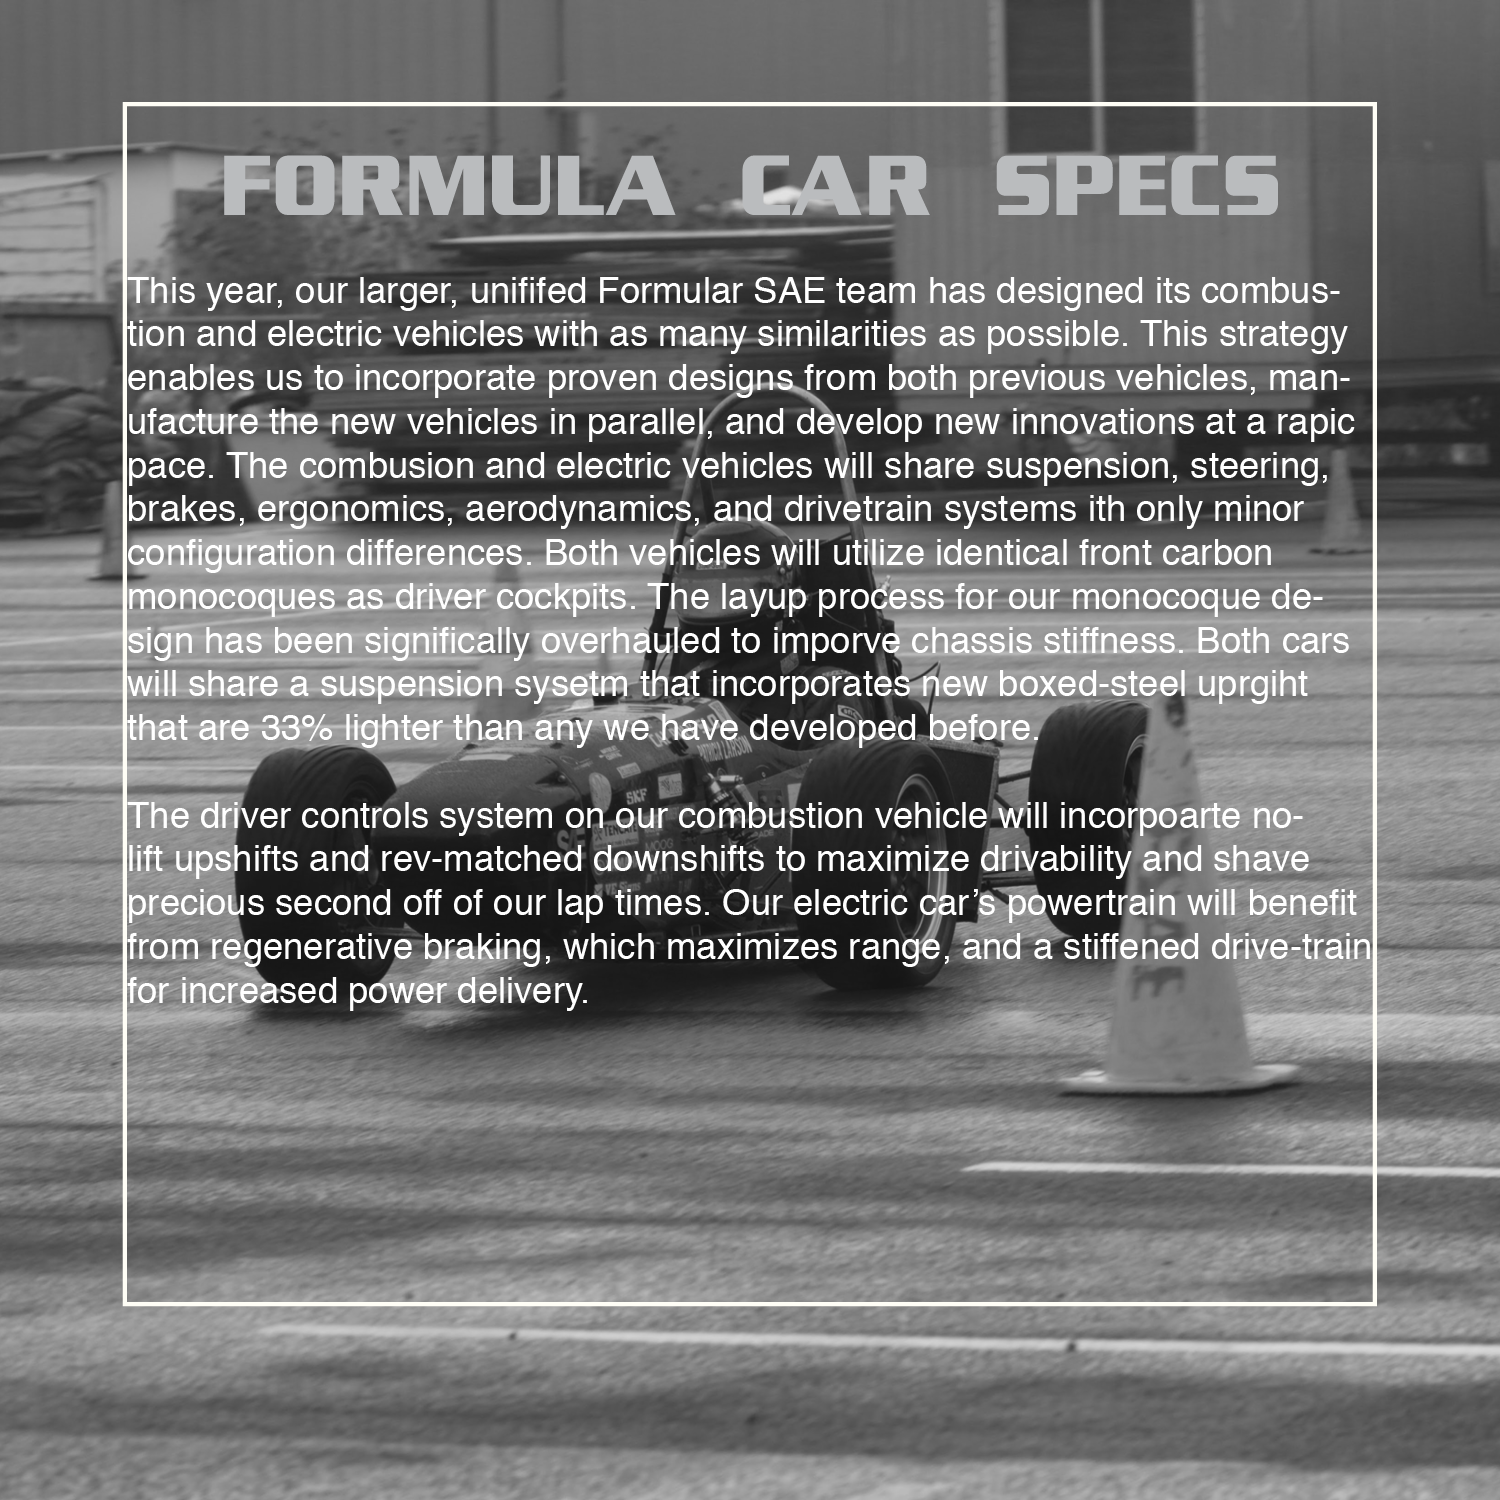 FORMULA CAR SPECS
This year, our larger, unififed Formular SAE team has designed its combus-
tion and electric vehicles with as many similarities as possible. This strategy
enables us to incorporate proven designs from both previous vehicles, man-
ufacture the new vehicles in parallel, and develop new innovations at a rapic
pace. The combusion and electric vehicles will share suspension, steering,
brakes, ergonomics, aerodynamics, and drivetrain systems ith only minor
configuration differences. Both vehicles will utilize identical front carbon
monocoques as driver cockpits. The layup process for our monocoque de-
sign has been significally overhauled to imporve chassis stiffness. Both cars
will share a suspension sysetm that incorporates new boxed-steel uprgiht
that are 33% lighter than any we have developed before.
PATRICK LARSON
SKF
The driver controls system on our combustion vehicle will incorpoarte no-
MOOG
lift upshifts and rev-matched downshifts to maximize drivability and shave
precious second off of our lap times. Our electric car’s powertrain will benefit
from regenerative braking, which maximizes range, and a stiffened drive-train
for increased power delivery.